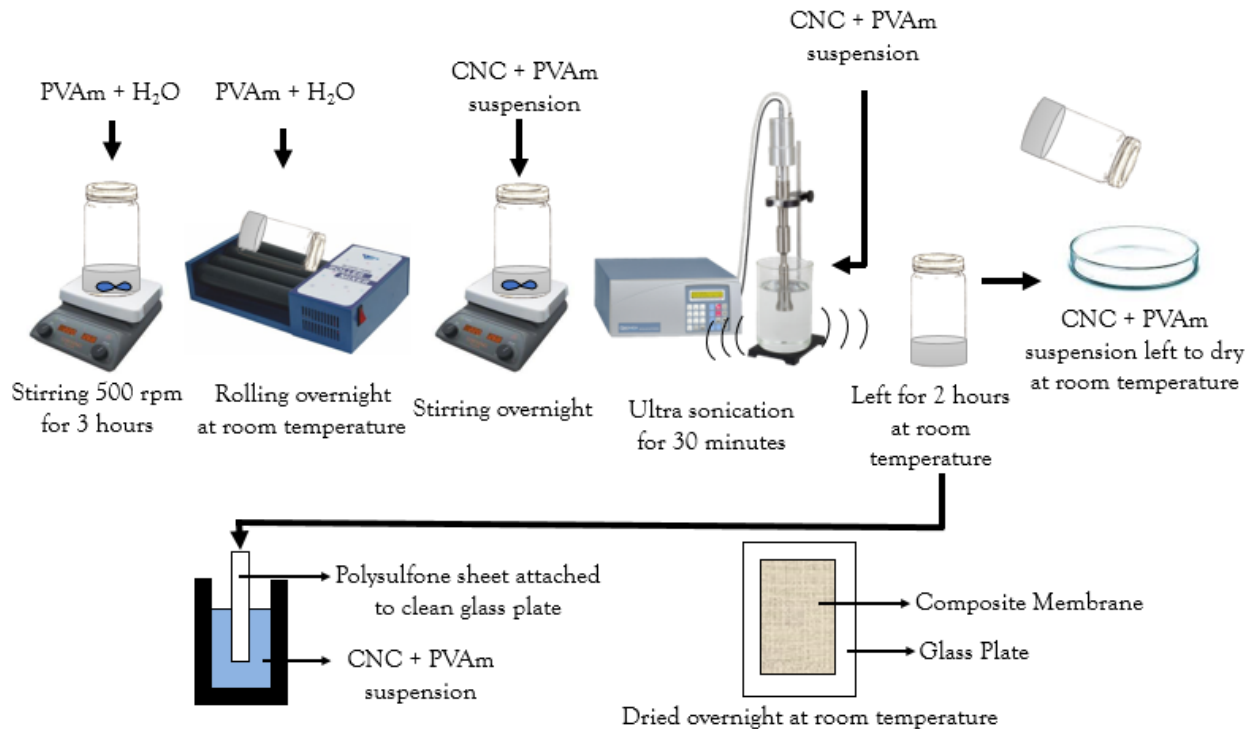 PVAm + H₂O
PVAm + H₂O
CNC + PVAm
suspension
CNC + PVAm
suspension
Stirring 500 rpm
for 3 hours
Rolling overnight
at room temperature
Stirring overnight
Ultra sonication
for 30 minutes
Left for 2 hours
at room
temperature
CNC + PVAm
suspension left to dry
at room temperature
Polysulfone sheet attached
to clean glass plate
CNC + PVAm
suspension
Composite Membrane
Glass Plate
Dried overnight at room temperature